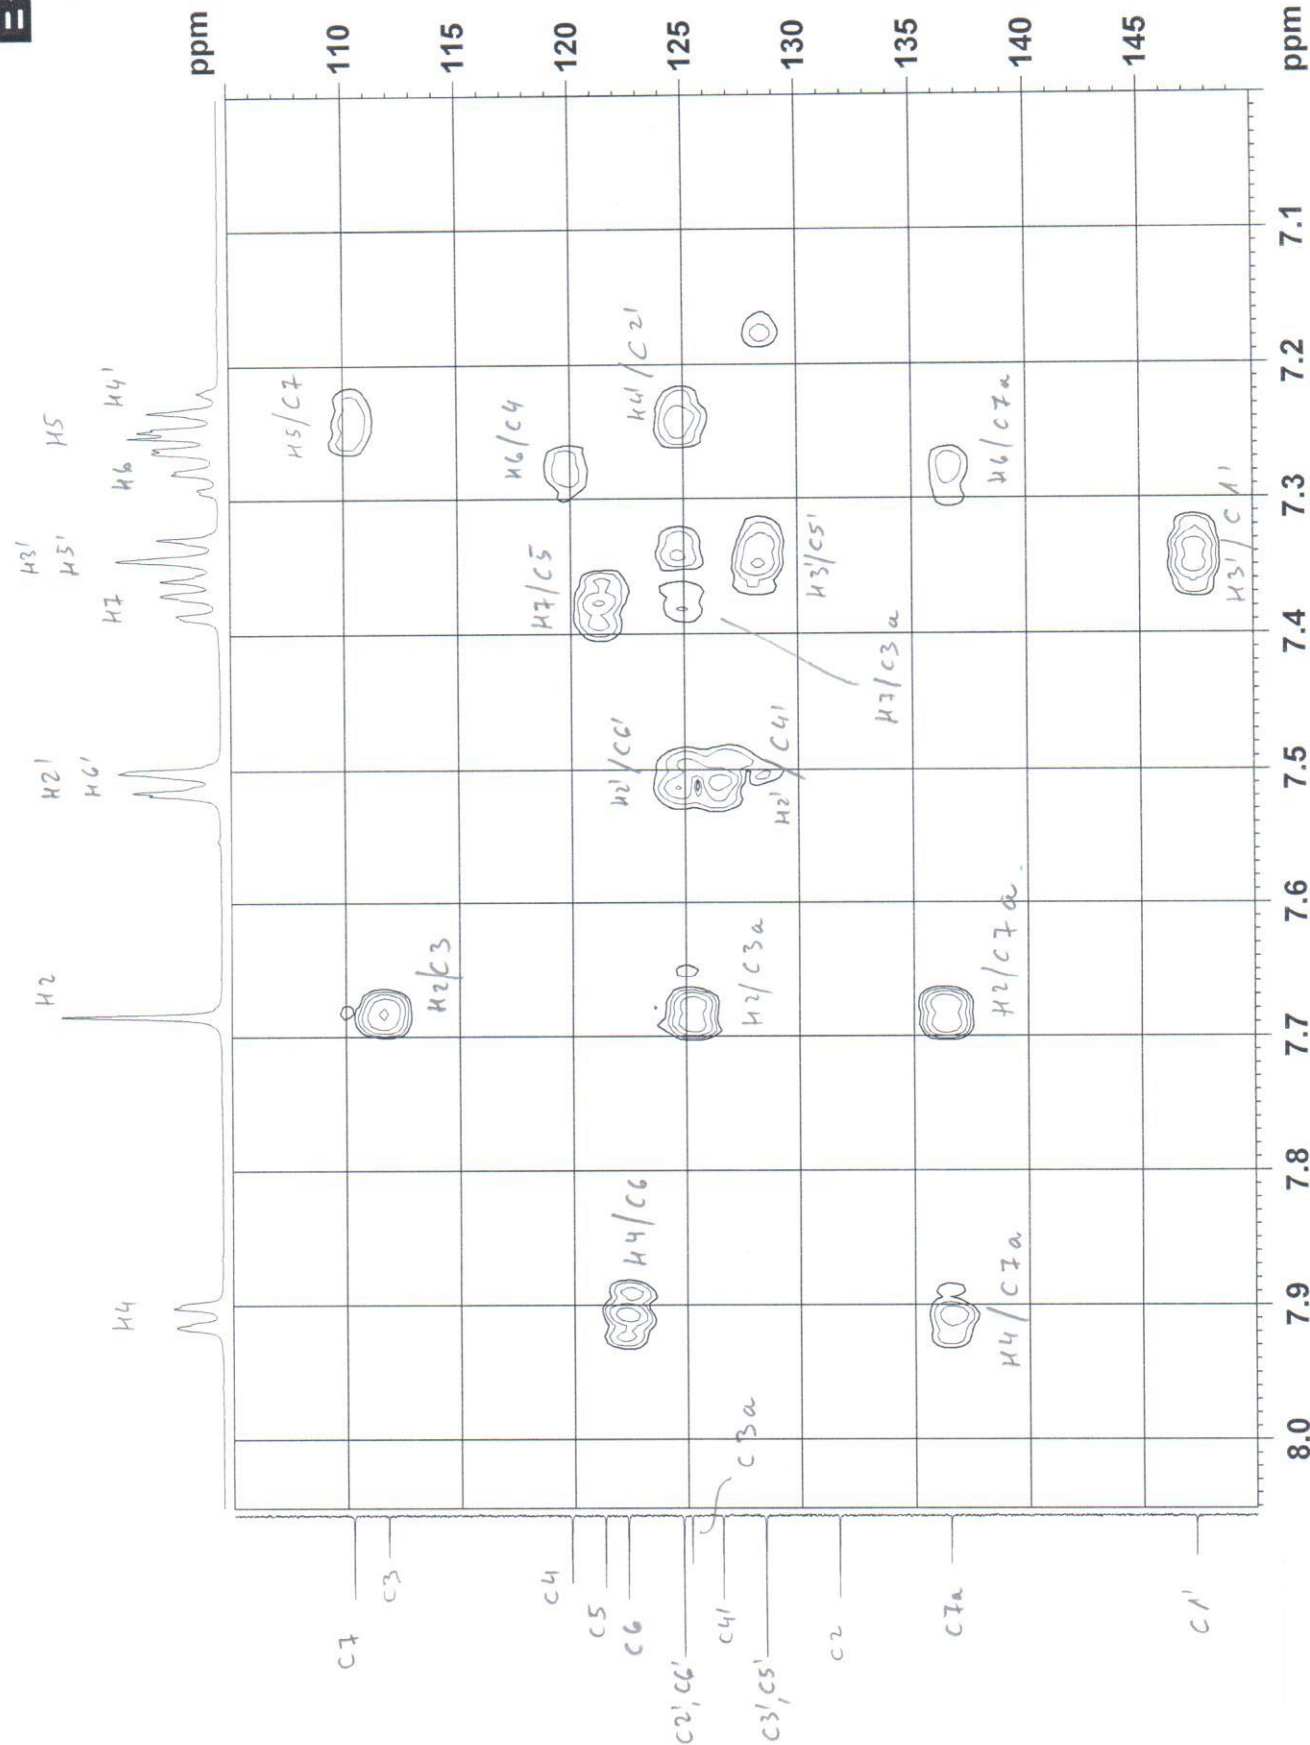 E
ppm
110
115
120
125
130
135
140
145
ppm
7.1
7.2
7.3
7.4
7.5
7.6
7.7
7.8
7.9
8.0
H4'
H5
H6
H3'
H5'
H7
H2'
H6'
H2
H4
H5/C7
H6/C4
H4'/C2'
H6/C7a
H7/C5
H3'/C5'
H3'/C1'
H7/C3a
H2'/C6'
H2'/C4'
H2/C3
H2/C3a
H2/C7a
H4/C6
H4/C7a
C3a
C7
C3
C4
C5
C6
C2',C6'
C4'
C3',C5'
C2
C7a
C1'